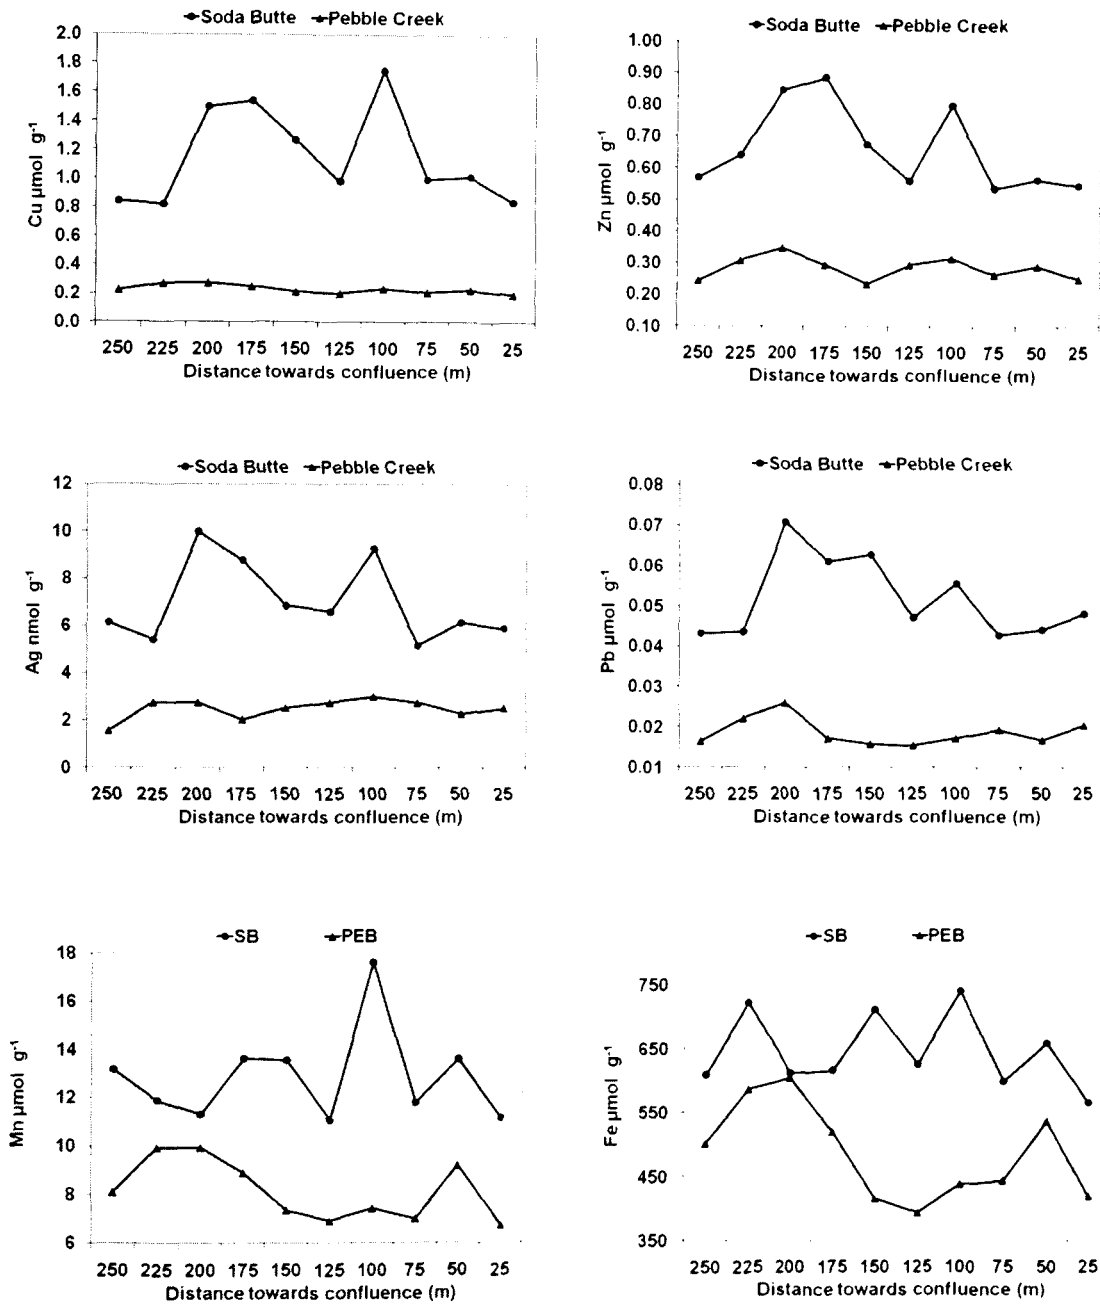 Soda Butte Pebble Creek
2.0
1.8
1.6
1.4
1.2
1.0
0.8
0.6
0.4
0.2
0.0
Cu µmol g⁻¹
250 225 200 175 150 125 100 75 50 25
Distance towards confluence (m)
Soda Butte Pebble Creek
1.00
0.90
0.80
0.70
0.60
0.50
0.40
0.30
0.20
0.10
Zn µmol g⁻¹
250 225 200 175 150 125 100 75 50 25
Distance towards confluence (m)
Soda Butte Pebble Creek
12
10
8
6
4
2
0
Ag nmol g⁻¹
250 225 200 175 150 125 100 75 50 25
Distance towards confluence (m)
Soda Butte Pebble Creek
0.08
0.07
0.06
0.05
0.04
0.03
0.02
0.01
Pb µmol g⁻¹
250 225 200 175 150 125 100 75 50 25
Distance towards confluence (m)
SB PEB
18
16
14
12
10
8
6
Mn µmol g⁻¹
250 225 200 175 150 125 100 75 50 25
Distance towards confluence (m)
SB PEB
750
650
550
450
350
Fe µmol g⁻¹
250 225 200 175 150 125 100 75 50 25
Distance towards confluence (m)